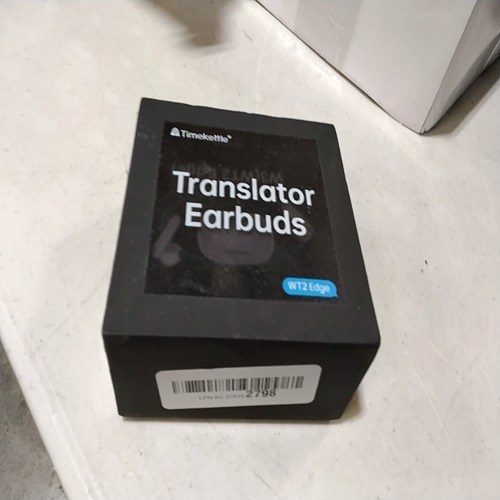 Timekettle
Translator
Earbuds
WT2 Edge
2798